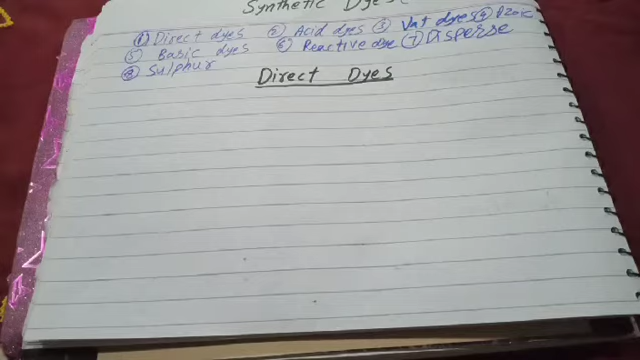 Synthetic Dyes
① Direct dyes ② Acid dyes ③ Vat dyes ④ Azoic
⑤ Basic dyes ⑥ Reactive dye ⑦ Disperse
⑧ Sulphur
Direct Dyes